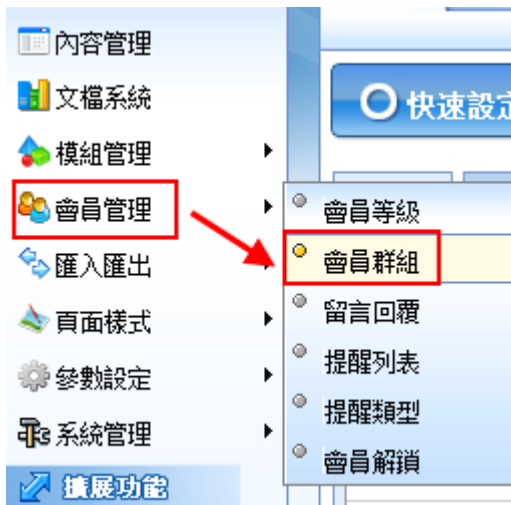 內容管理
文檔系統
模組管理
會員管理
匯入匯出
頁面樣式
參數設定
系統管理
擴展功能
快速設定
會員等級
會員群組
留言回覆
提醒列表
提醒類型
會員解鎖